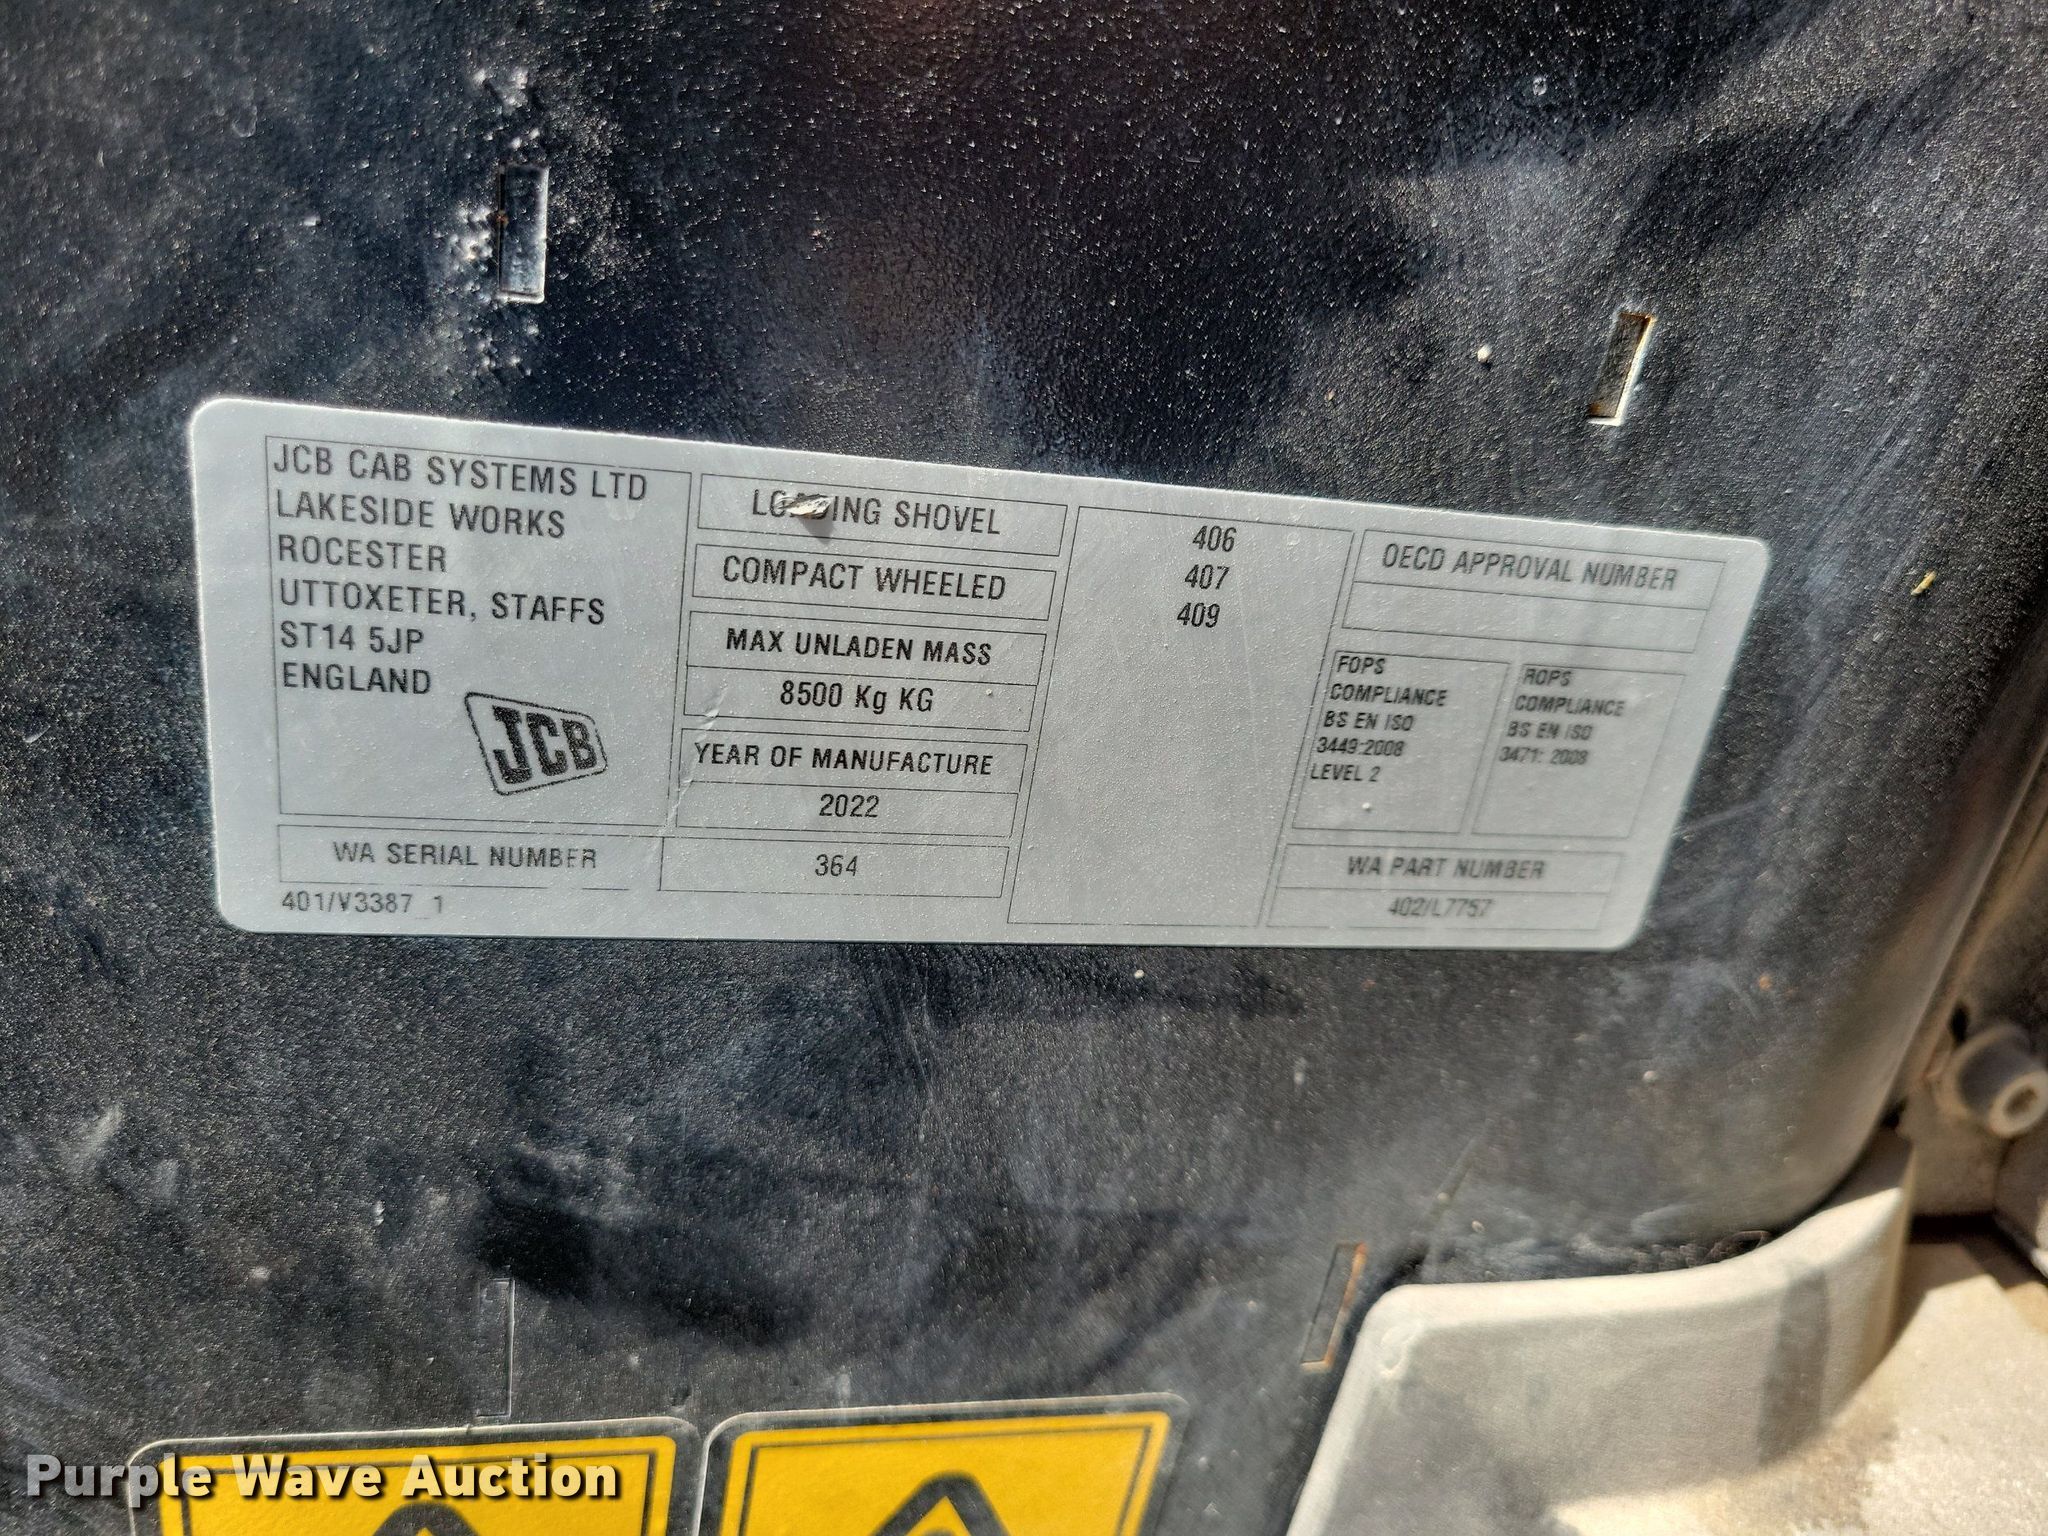 JCB CAB SYSTEMS LTD
LAKESIDE WORKS
ROCESTER
UTTOXETER, STAFFS
ST14 5JP
ENGLAND
JCB
WA SERIAL NUMBER
364
401/V3387_1
LOADING SHOVEL
COMPACT WHEELED
MAX UNLADEN MASS
8500 Kg KG
YEAR OF MANUFACTURE
2022
406
407
409
OECD APPROVAL NUMBER
FOPS
COMPLIANCE
BS EN ISO
3449:2008
LEVEL 2
ROPS
COMPLIANCE
BS EN ISO
3471: 2008
WA PART NUMBER
402/L7757
Purple Wave Auction